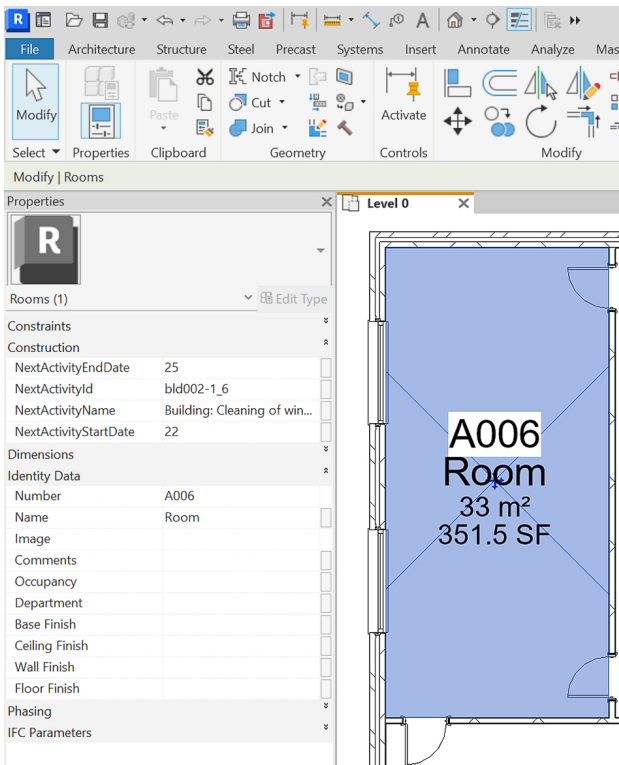 R
File Architecture Structure Steel Precast Systems Insert Annotate Analyze Mas
Modify Paste Notch Cut Join Activate
Select Properties Clipboard Geometry Controls Modify
Modify | Rooms
Properties
Level 0
R
Rooms (1) Edit Type
Constraints
Construction
NextActivityEndDate 25
NextActivityId bld002-1_6
NextActivityName Building: Cleaning of win...
NextActivityStartDate 22
Dimensions
Identity Data
Number A006
Name Room
Image
Comments
Occupancy
Department
Base Finish
Ceiling Finish
Wall Finish
Floor Finish
Phasing
IFC Parameters
A006
Room
33 m²
351.5 SF